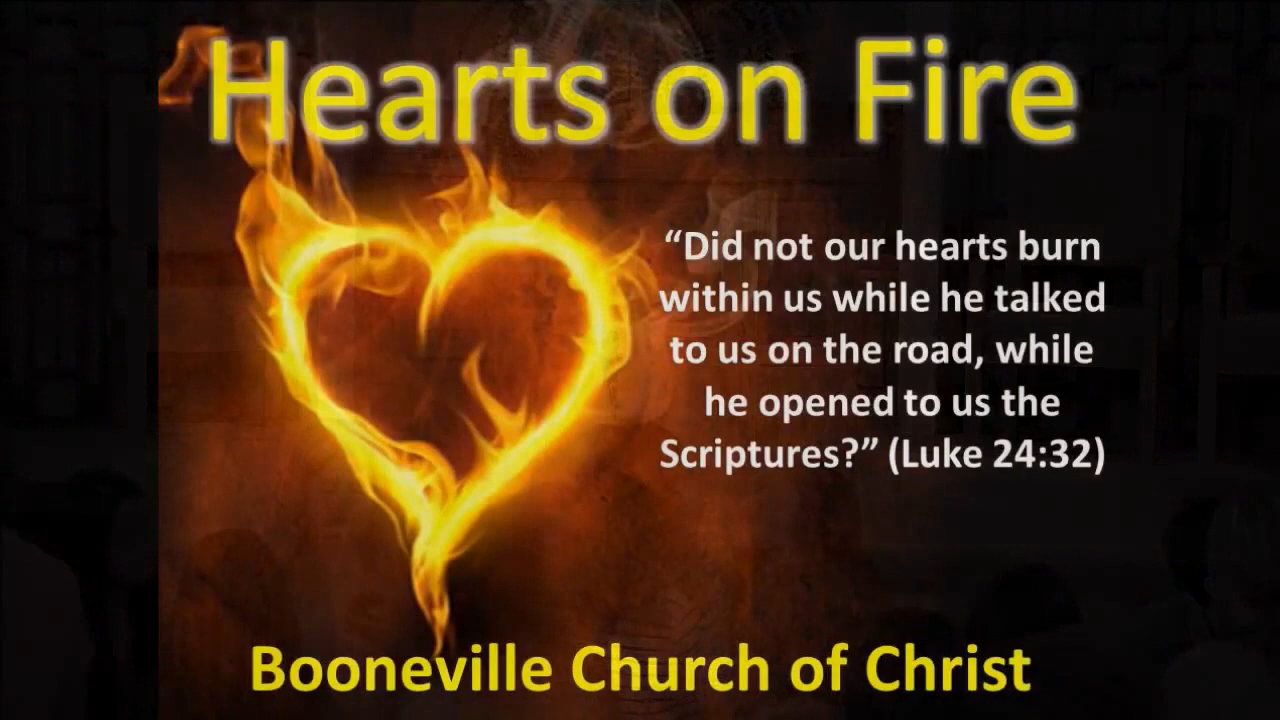 Hearts on Fire
“Did not our hearts burn
within us while he talked
to us on the road, while
he opened to us the
Scriptures?” (Luke 24:32)
Booneville Church of Christ